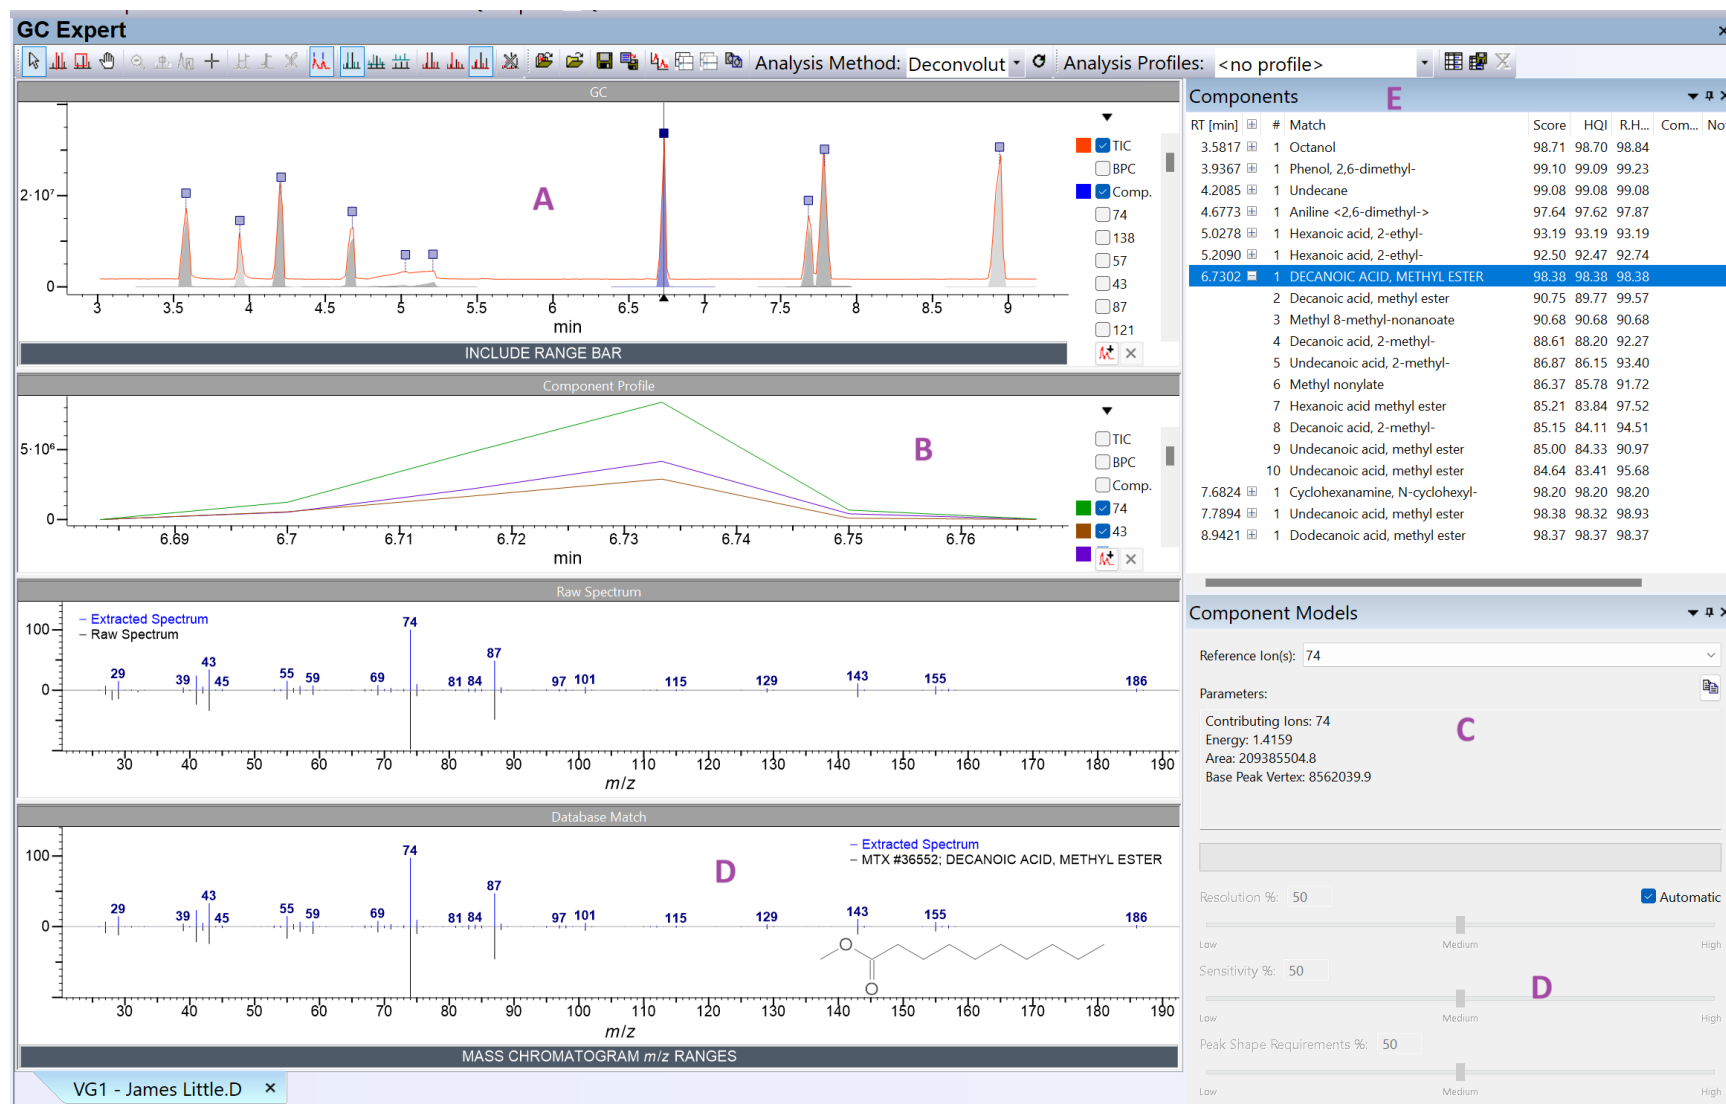 GC Expert
Analysis Method: Deconvolut
Analysis Profiles: <no profile>
GC
A
2·10⁷
0
3 3.5 4 4.5 5 5.5 6 6.5 7 7.5 8 8.5 9
min
TIC
BPC
Comp.
74
138
57
43
87
121
INCLUDE RANGE BAR
Component Profile
B
5·10⁶
0
6.69 6.7 6.71 6.72 6.73 6.74 6.75 6.76
min
TIC
BPC
Comp.
74
43
Raw Spectrum
– Extracted Spectrum
– Raw Spectrum
100
0
29 39 43 45 55 59 69 74 81 84 87 97 101 115 129 143 155 186
30 40 50 60 70 80 90 100 110 120 130 140 150 160 170 180 190
m/z
Database Match
– Extracted Spectrum
– MTX #36552; DECANOIC ACID, METHYL ESTER
D
100
0
29 39 43 45 55 59 69 74 81 84 87 97 101 115 129 143 155 186
O
O
30 40 50 60 70 80 90 100 110 120 130 140 150 160 170 180 190
m/z
MASS CHROMATOGRAM m/z RANGES
VG1 - James Little.D
Components
E
RT [min] # Match Score HQI R.H... Com... No
3.5817 1 Octanol 98.71 98.70 98.84
3.9367 1 Phenol, 2,6-dimethyl- 99.10 99.09 99.23
4.2085 1 Undecane 99.08 99.08 99.08
4.6773 1 Aniline <2,6-dimethyl-> 97.64 97.62 97.87
5.0278 1 Hexanoic acid, 2-ethyl- 93.19 93.19 93.19
5.2090 1 Hexanoic acid, 2-ethyl- 92.50 92.47 92.74
6.7302 1 DECANOIC ACID, METHYL ESTER 98.38 98.38 98.38
2 Decanoic acid, methyl ester 90.75 89.77 99.57
3 Methyl 8-methyl-nonanoate 90.68 90.68 90.68
4 Decanoic acid, 2-methyl- 88.61 88.20 92.27
5 Undecanoic acid, 2-methyl- 86.87 86.15 93.40
6 Methyl nonylate 86.37 85.78 91.72
7 Hexanoic acid methyl ester 85.21 83.84 97.52
8 Decanoic acid, 2-methyl- 85.15 84.11 94.51
9 Undecanoic acid, methyl ester 85.00 84.33 90.97
10 Undecanoic acid, methyl ester 84.64 83.41 95.68
7.6824 1 Cyclohexanamine, N-cyclohexyl- 98.20 98.20 98.20
7.7894 1 Undecanoic acid, methyl ester 98.38 98.32 98.93
8.9421 1 Dodecanoic acid, methyl ester 98.37 98.37 98.37
Component Models
Reference Ion(s): 74
Parameters:
Contributing Ions: 74
Energy: 1.4159
Area: 209385504.8
Base Peak Vertex: 8562039.9
C
Resolution %: 50
Automatic
Low Medium High
Sensitivity %: 50
D
Low Medium High
Peak Shape Requirements %: 50
Low Medium High